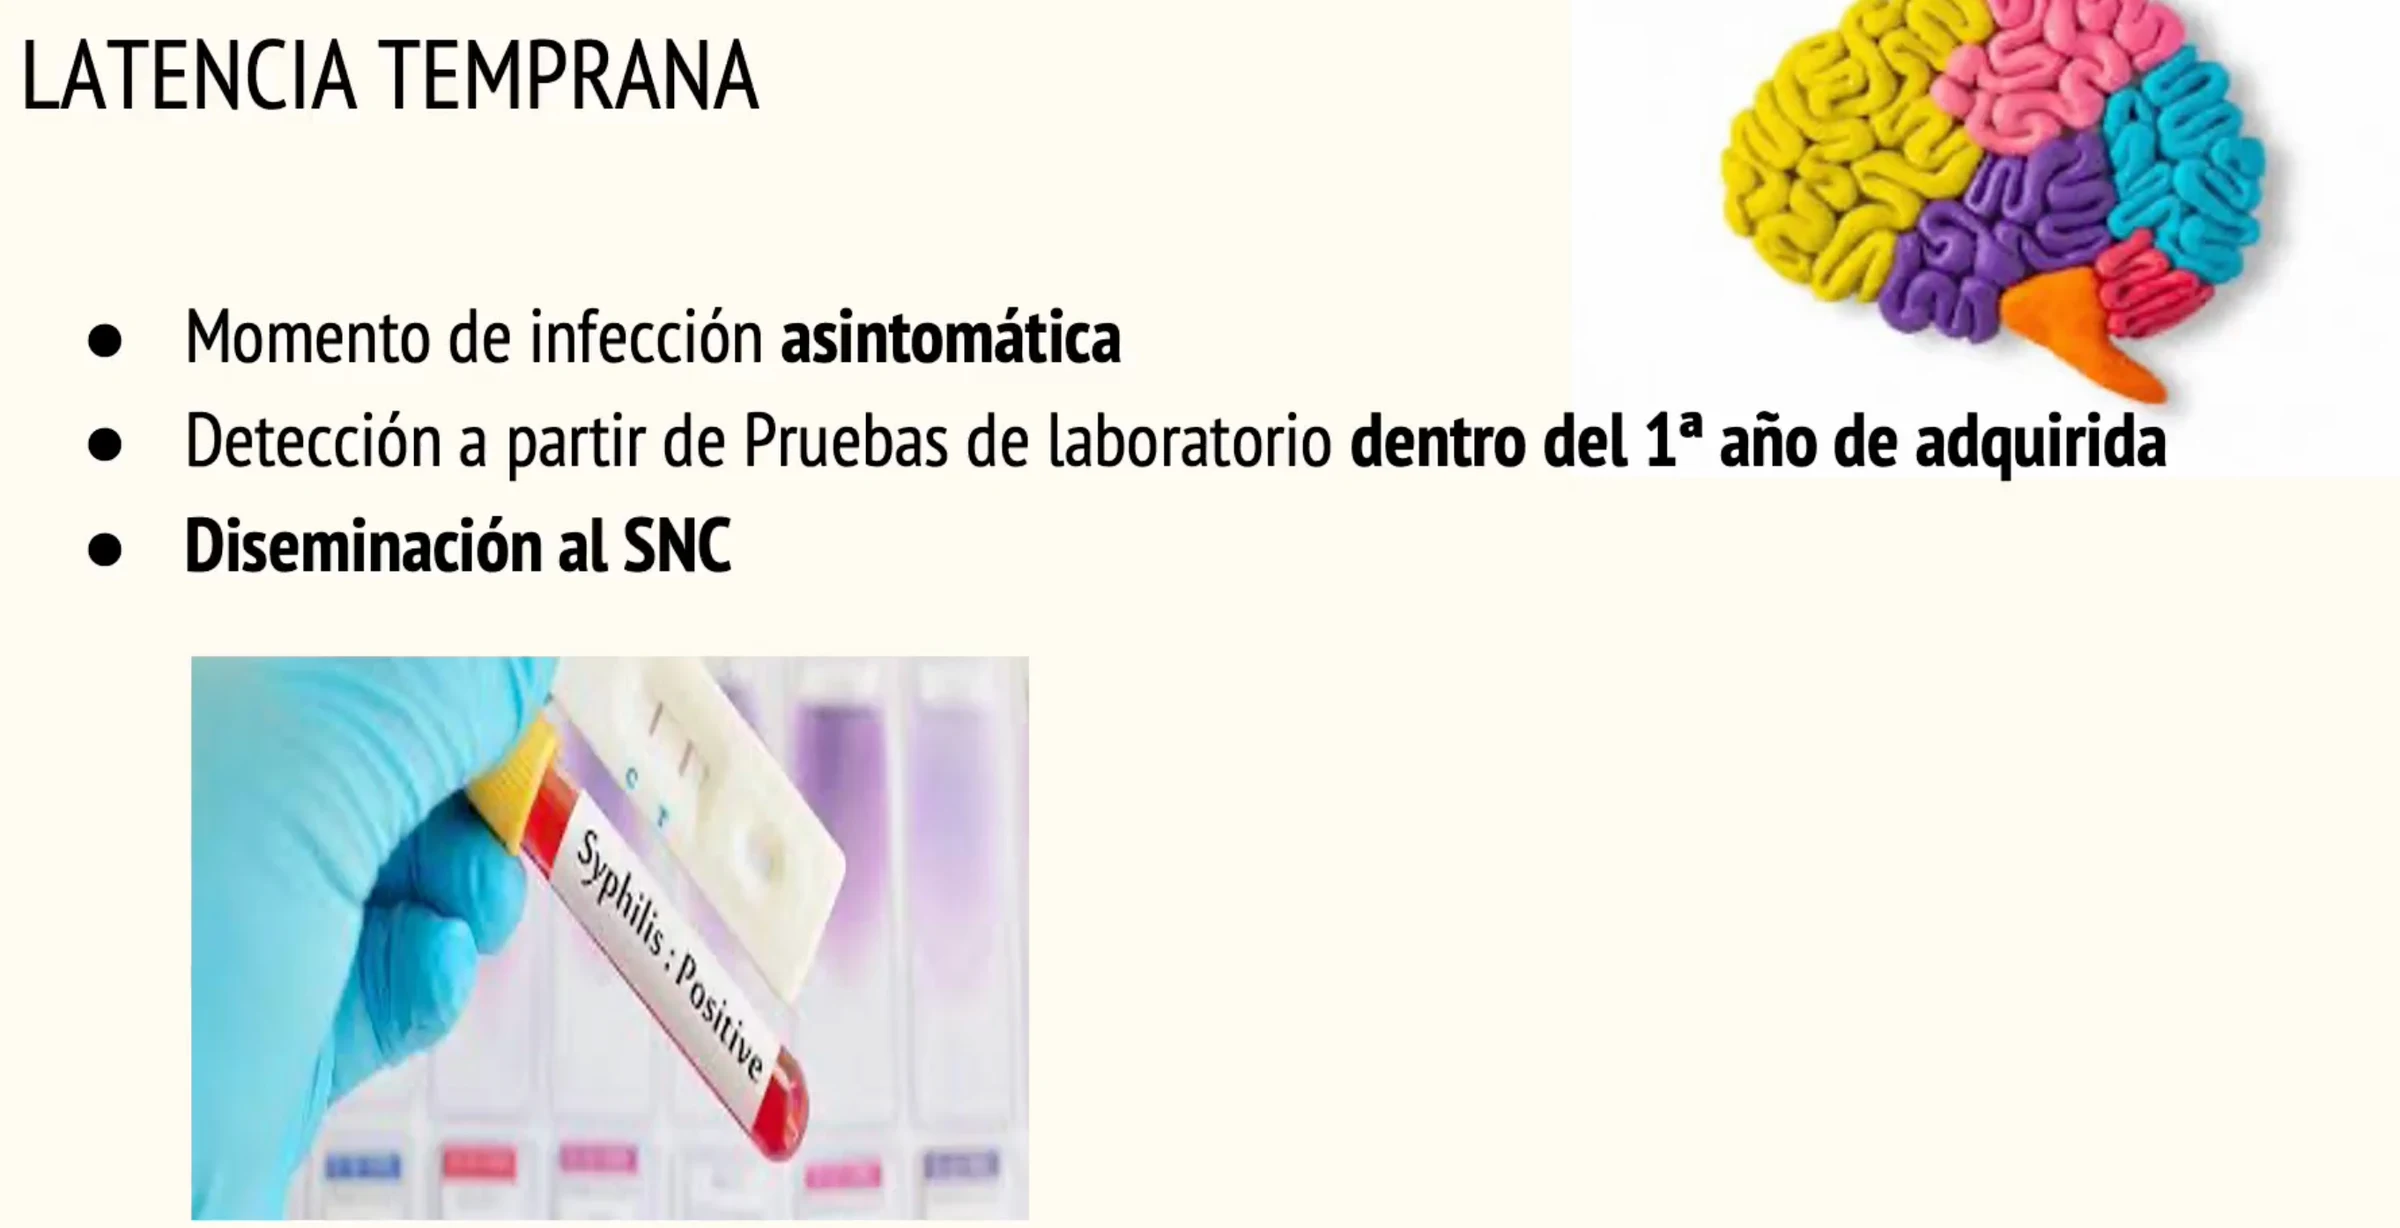 LATENCIA TEMPRANA
● Momento de infección asintomática
● Detección a partir de Pruebas de laboratorio dentro del 1ª año de adquirida
● Diseminación al SNC
C
T
Syphilis : Positive